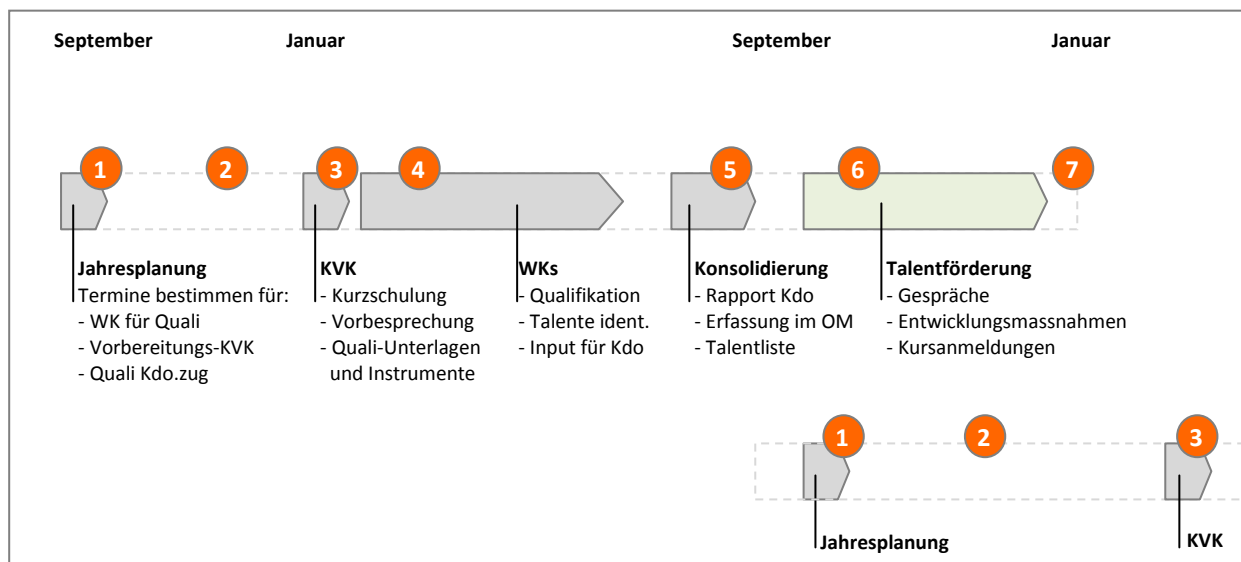 September
Januar
September
Januar
1
2
3
4
5
6
7
Jahresplanung
Termine bestimmen für:
- WK für Quali
- Vorbereitungs-KVK
- Quali Kdo.zug
KVK
- Kurzschulung
- Vorbesprechung
- Quali-Unterlagen
und Instrumente
WKs
- Qualifikation
- Talente ident.
- Input für Kdo
Konsolidierung
- Rapport Kdo
- Erfassung im OM
- Talentliste
Talentförderung
- Gespräche
- Entwicklungsmassnahmen
- Kursanmeldungen
1
2
3
Jahresplanung
KVK